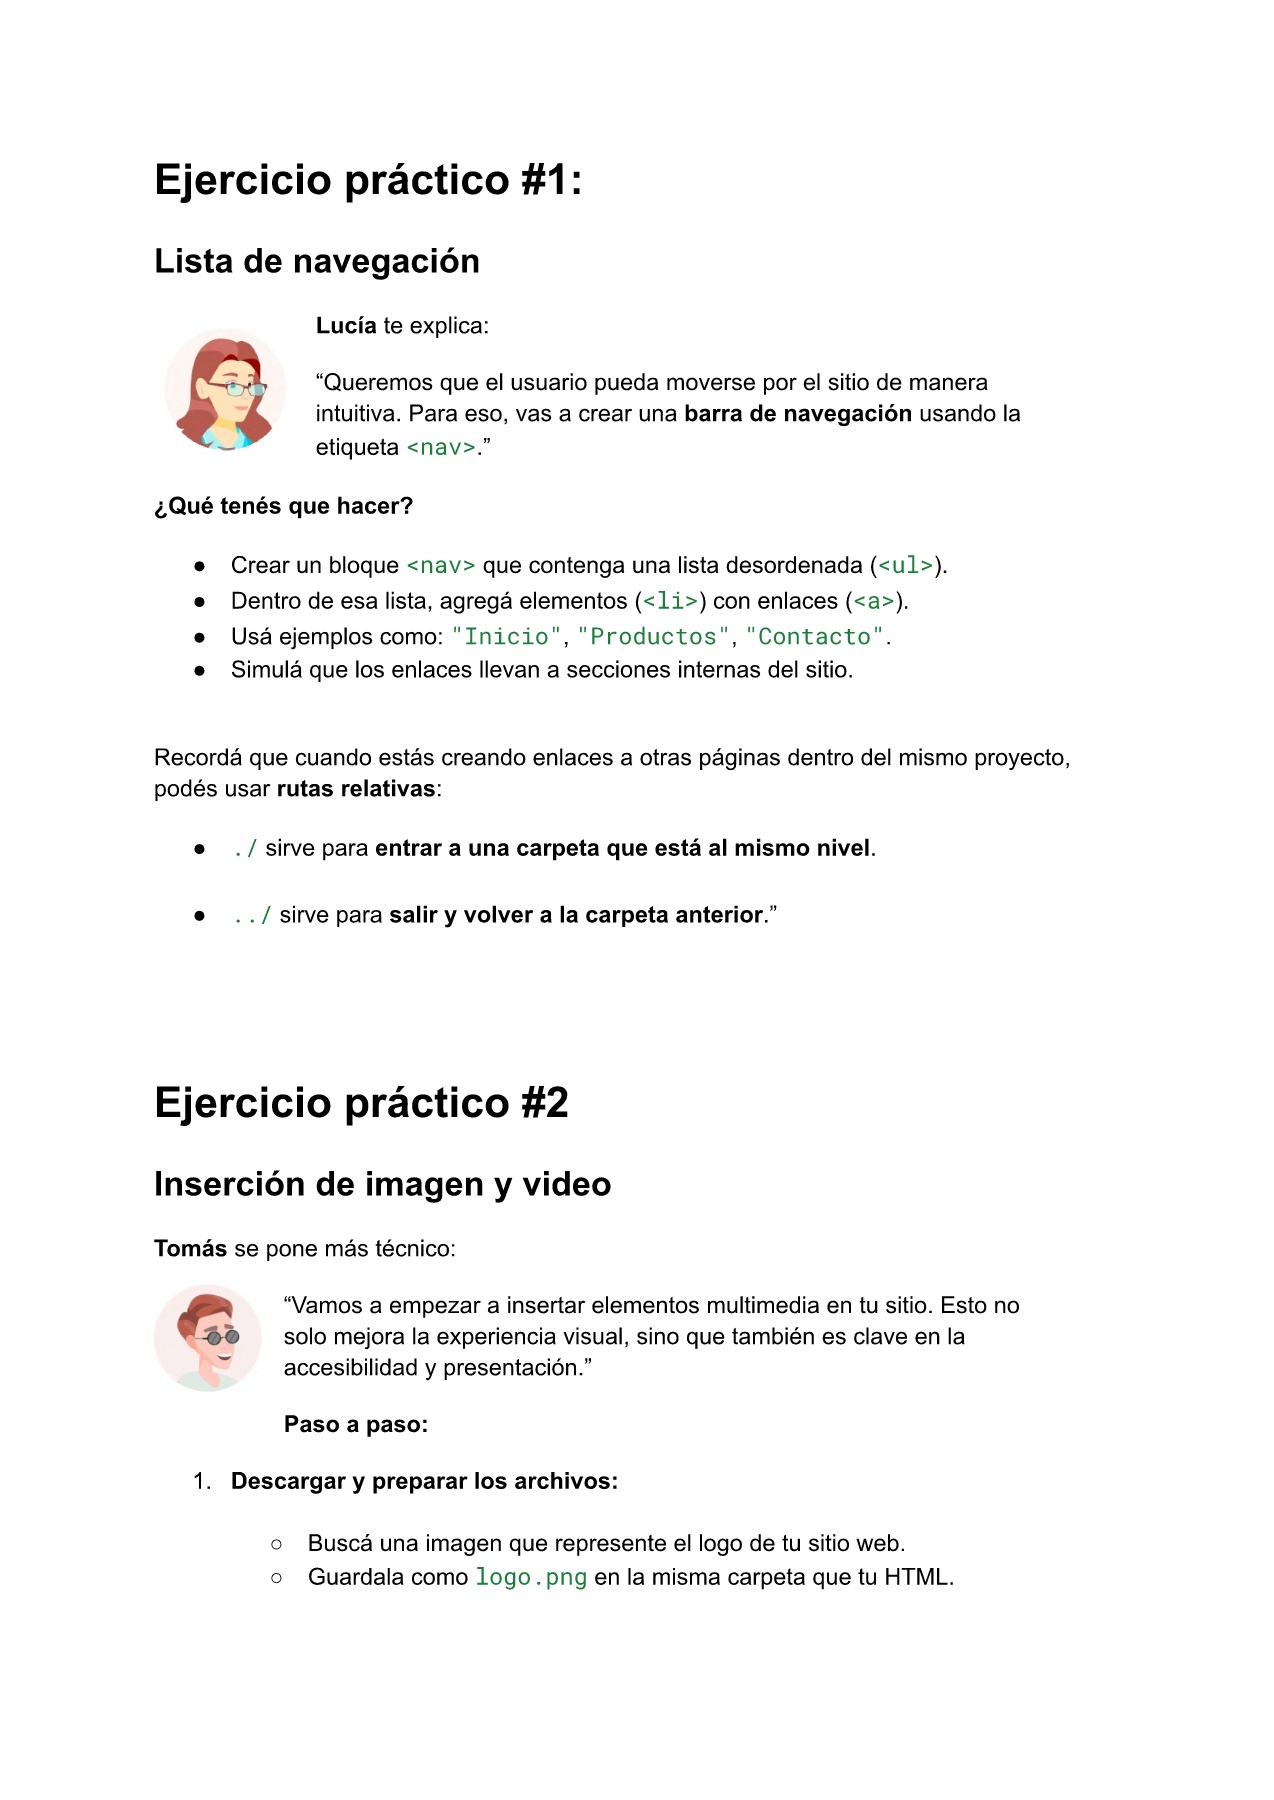 Ejercicio práctico #1:
Lista de navegación
Lucía te explica:
“Queremos que el usuario pueda moverse por el sitio de manera
intuitiva. Para eso, vas a crear una barra de navegación usando la
etiqueta <nav>.”
¿Qué tenés que hacer?
● Crear un bloque <nav> que contenga una lista desordenada (<ul>).
● Dentro de esa lista, agregá elementos (<li>) con enlaces (<a>).
● Usá ejemplos como: "Inicio", "Productos", "Contacto".
● Simulá que los enlaces llevan a secciones internas del sitio.
Recordá que cuando estás creando enlaces a otras páginas dentro del mismo proyecto,
podés usar rutas relativas:
● ./ sirve para entrar a una carpeta que está al mismo nivel.
● ../ sirve para salir y volver a la carpeta anterior.”
Ejercicio práctico #2
Inserción de imagen y video
Tomás se pone más técnico:
“Vamos a empezar a insertar elementos multimedia en tu sitio. Esto no
solo mejora la experiencia visual, sino que también es clave en la
accesibilidad y presentación.”
Paso a paso:
1. Descargar y preparar los archivos:
○ Buscá una imagen que represente el logo de tu sitio web.
○ Guardala como logo.png en la misma carpeta que tu HTML.